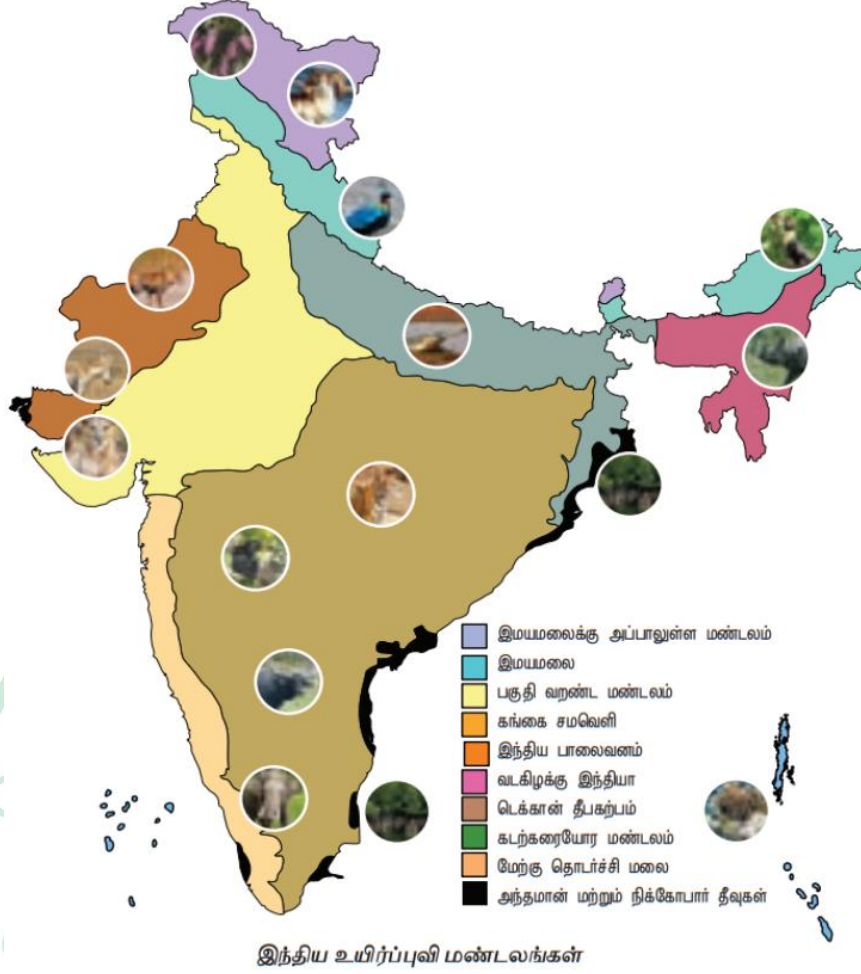 இமயமலைக்கு அப்பாலுள்ள மண்டலம்
இமயமலை
பகுதி வறண்ட மண்டலம்
கங்கை சமவெளி
இந்திய பாலைவனம்
வடகிழக்கு இந்தியா
டெக்கான் தீபகற்பம்
கடற்கரையோர மண்டலம்
மேற்கு தொடர்ச்சி மலை
அந்தமான் மற்றும் நிக்கோபார் தீவுகள்
இந்திய உயிர்ப்புவி மண்டலங்கள்